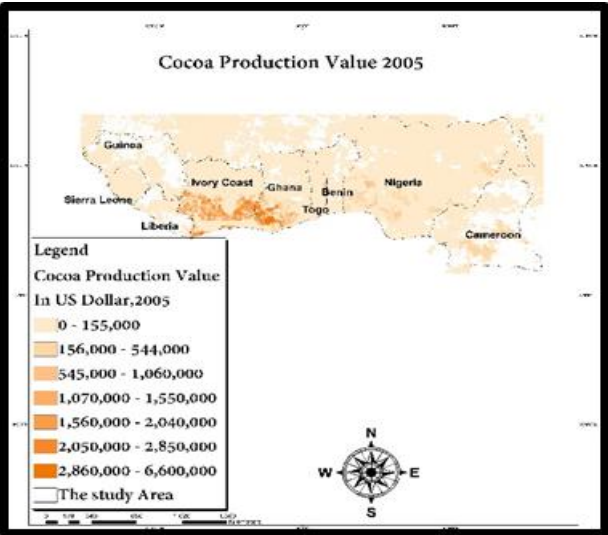 Cocoa Production Value 2005
Guinea
Ivory Coast
Ghana
Benin
Nigeria
Sierra Leone
Togo
Liberia
Cameroon
Legend
Cocoa Production Value
In US Dollar,2005
0 - 155,000
156,000 - 544,000
545,000 - 1,060,000
1,070,000 - 1,550,000
1,560,000 - 2,040,000
2,050,000 - 2,850,000
2,860,000 - 6,600,000
The study Area
N
W E
S